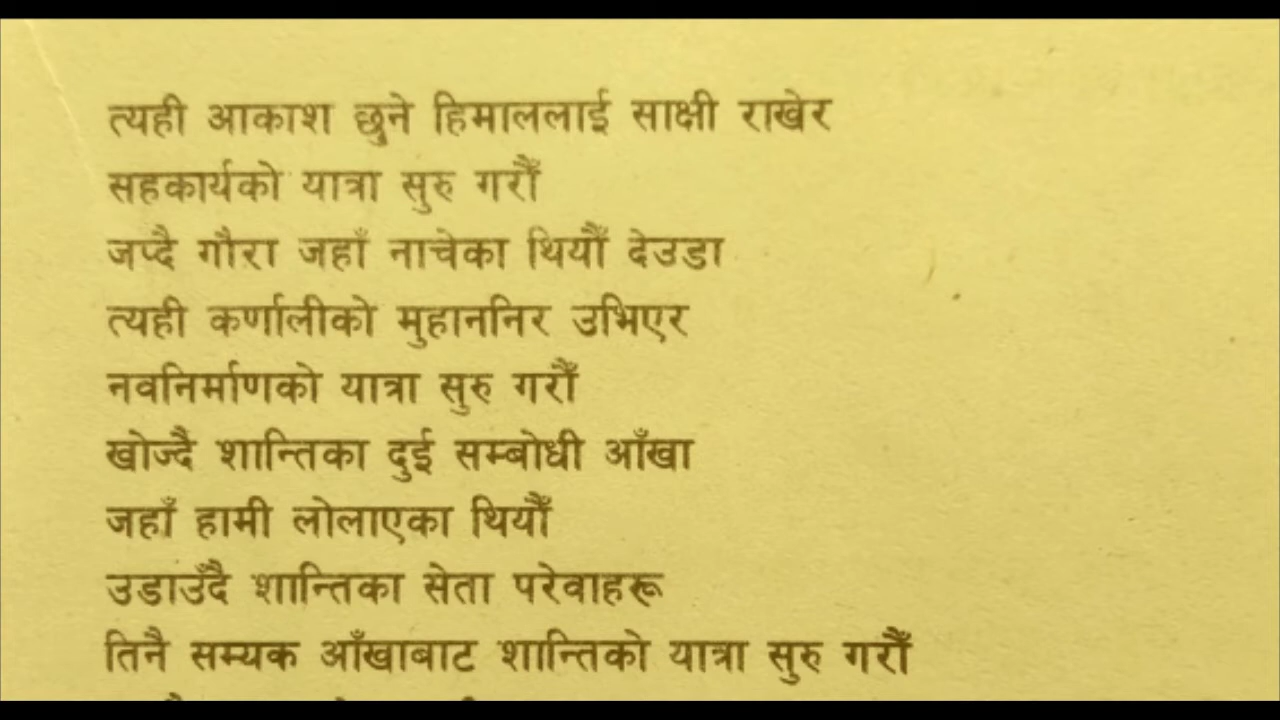 त्यही आकाश छुने हिमाललाई साक्षी राखेर
सहकार्यको यात्रा सुरु गरौँ
जप्दै गौरा जहाँ नाचेका थियौँ देउडा
त्यही कर्णालीको मुहाननिर उभिएर
नवनिर्माणको यात्रा सुरु गरौँ
खोज्दै शान्तिका दुई सम्बोधी आँखा
जहाँ हामी लोलाएका थियौँ
उडाउँदै शान्तिका सेता परेवाहरू
तिनै सम्यक आँखाबाट शान्तिको यात्रा सुरु गरौँ